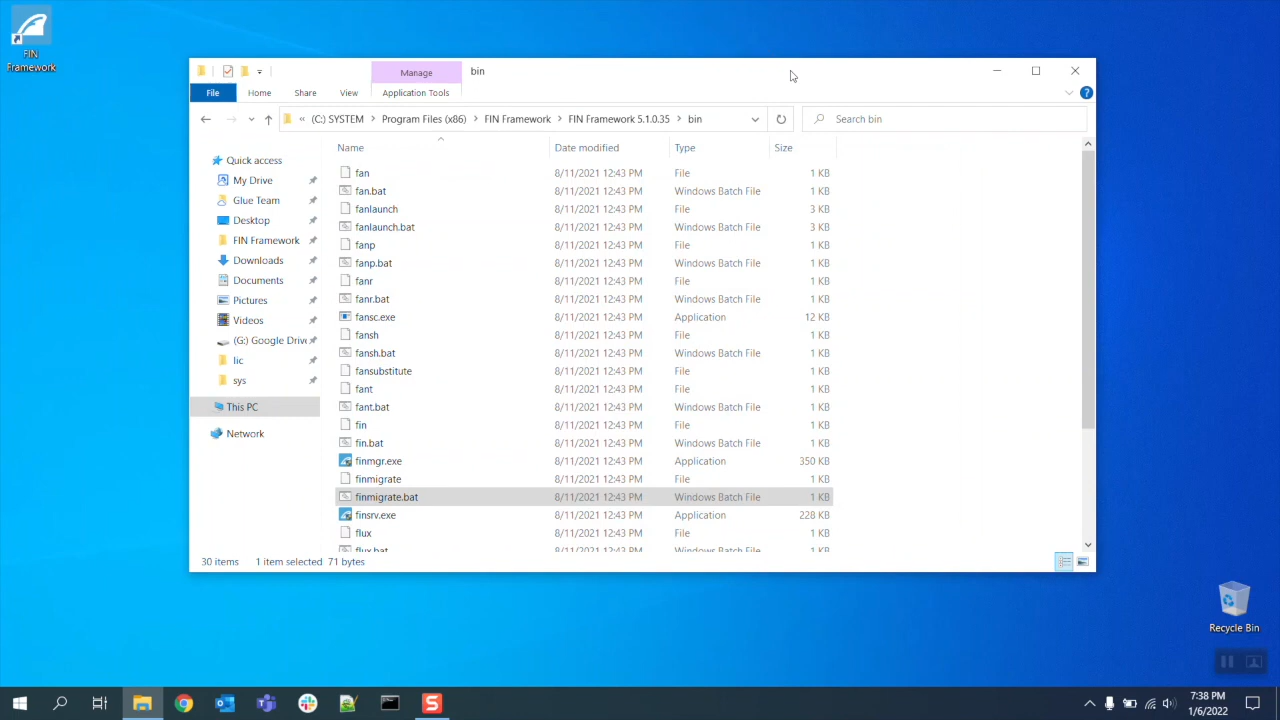 FIN
Framework
Manage
bin
File
Home
Share
View
Application Tools
« (C:) SYSTEM > Program Files (x86) > FIN Framework > FIN Framework 5.1.0.35 > bin
Search bin
Name
Date modified
Type
Size
Quick access
My Drive
Glue Team
Desktop
FIN Framework
Downloads
Documents
Pictures
Videos
(G:) Google Drive
lic
sys
This PC
Network
fan 8/11/2021 12:43 PM File 1 KB
fan.bat 8/11/2021 12:43 PM Windows Batch File 1 KB
fanlaunch 8/11/2021 12:43 PM File 3 KB
fanlaunch.bat 8/11/2021 12:43 PM Windows Batch File 3 KB
fanp 8/11/2021 12:43 PM File 1 KB
fanp.bat 8/11/2021 12:43 PM Windows Batch File 1 KB
fanr 8/11/2021 12:43 PM File 1 KB
fanr.bat 8/11/2021 12:43 PM Windows Batch File 1 KB
fansc.exe 8/11/2021 12:43 PM Application 12 KB
fansh 8/11/2021 12:43 PM File 1 KB
fansh.bat 8/11/2021 12:43 PM Windows Batch File 1 KB
fansubstitute 8/11/2021 12:43 PM File 1 KB
fant 8/11/2021 12:43 PM File 1 KB
fant.bat 8/11/2021 12:43 PM Windows Batch File 1 KB
fin 8/11/2021 12:43 PM File 1 KB
fin.bat 8/11/2021 12:43 PM Windows Batch File 1 KB
finmgr.exe 8/11/2021 12:43 PM Application 350 KB
finmigrate 8/11/2021 12:43 PM File 1 KB
finmigrate.bat 8/11/2021 12:43 PM Windows Batch File 1 KB
finsrv.exe 8/11/2021 12:43 PM Application 228 KB
flux 8/11/2021 12:43 PM File 1 KB
flux.bat 8/11/2021 12:43 PM Windows Batch File 1 KB
30 items
1 item selected 71 bytes
Recycle Bin
7:38 PM
1/6/2022